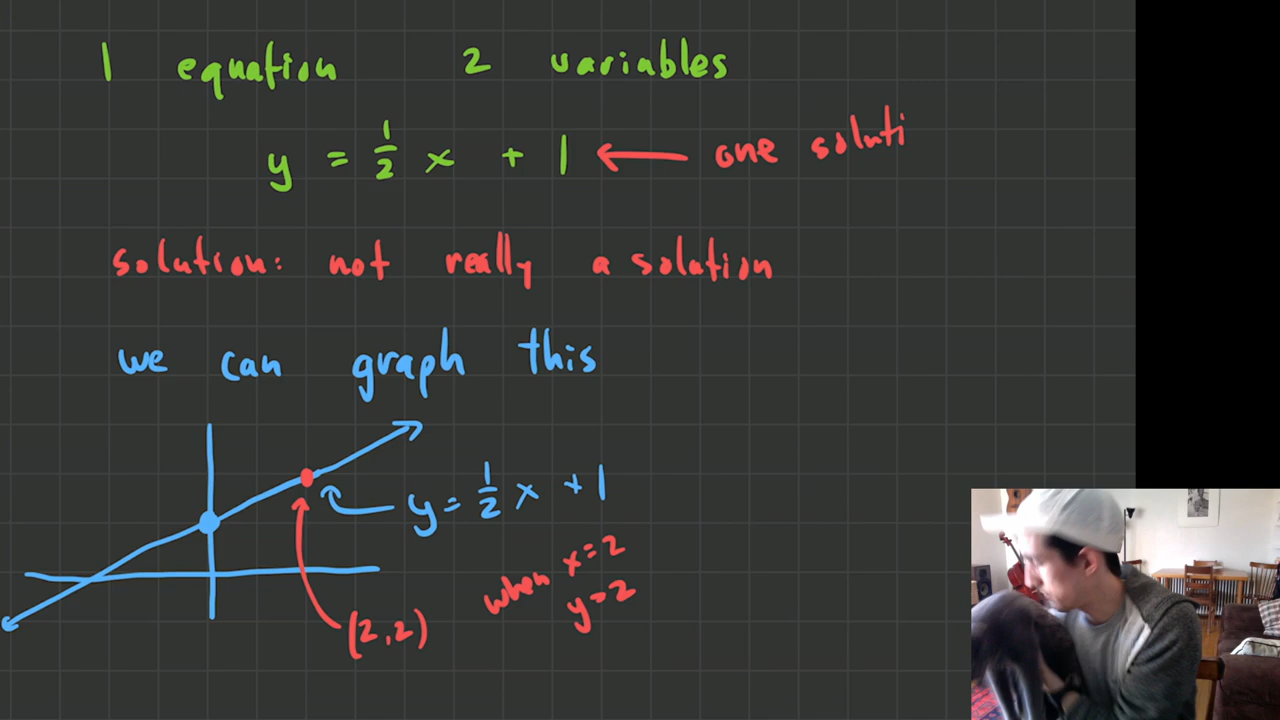 1 equation 2 variables
y = 1/2 x + 1 ← one soluti
solution: not really a solution
we can graph this
y = 1/2 x + 1
when x = 2
y = 2
(2,2)